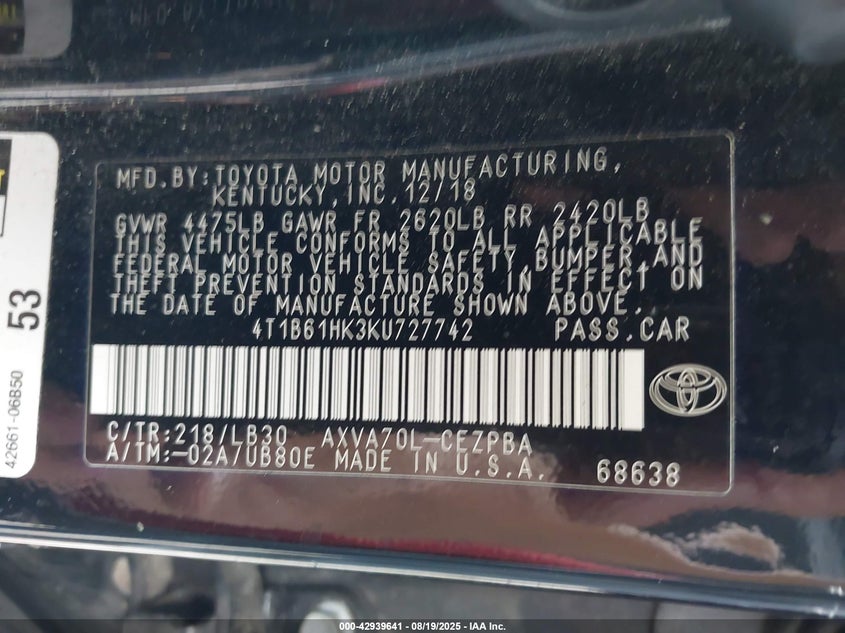 MFD.BY:TOYOTA MOTOR MANUFACTURING,
KENTUCKY,INC.12/18
GVWR 4475LB GAWR FR 2620LB RR 2420LB
THIS VEHICLE CONFORMS TO ALL APPLICABLE
FEDERAL MOTOR VEHICLE SAFETY,BUMPER,AND
THEFT PREVENTION STANDARDS IN EFFECT ON
THE DATE OF MANUFACTURE SHOWN ABOVE.
4T1B61HK3KU727742 PASS.CAR
C/TR:218/LB30 AXVA70L-CEZPBA
A/TM:-02A/UB80E MADE IN U.S.A. 68638
53
42661-06B50
000-42939641 - 08/19/2025 - IAA Inc.